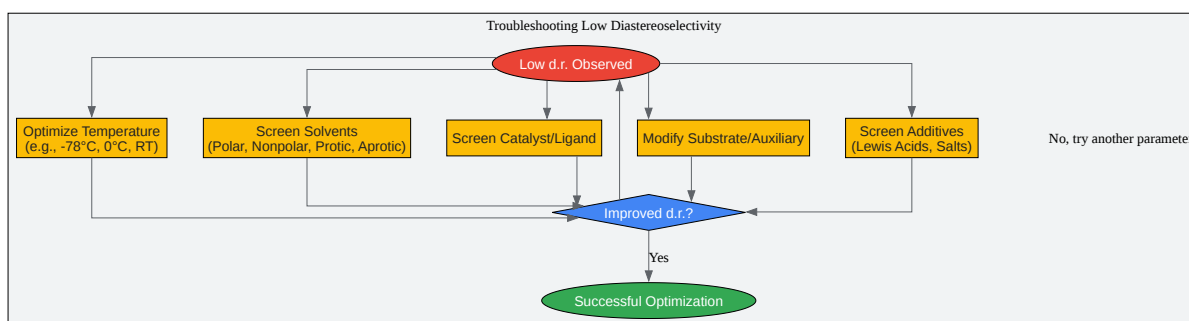 Troubleshooting Low Diastereoselectivity
Low d.r. Observed
Optimize Temperature
(e.g., -78°C, 0°C, RT)
Screen Solvents
(Polar, Nonpolar, Protic, Aprotic)
Screen Catalyst/Ligand
Modify Substrate/Auxiliary
Screen Additives
(Lewis Acids, Salts)
No, try another parameter
Improved d.r.?
Yes
Successful Optimization